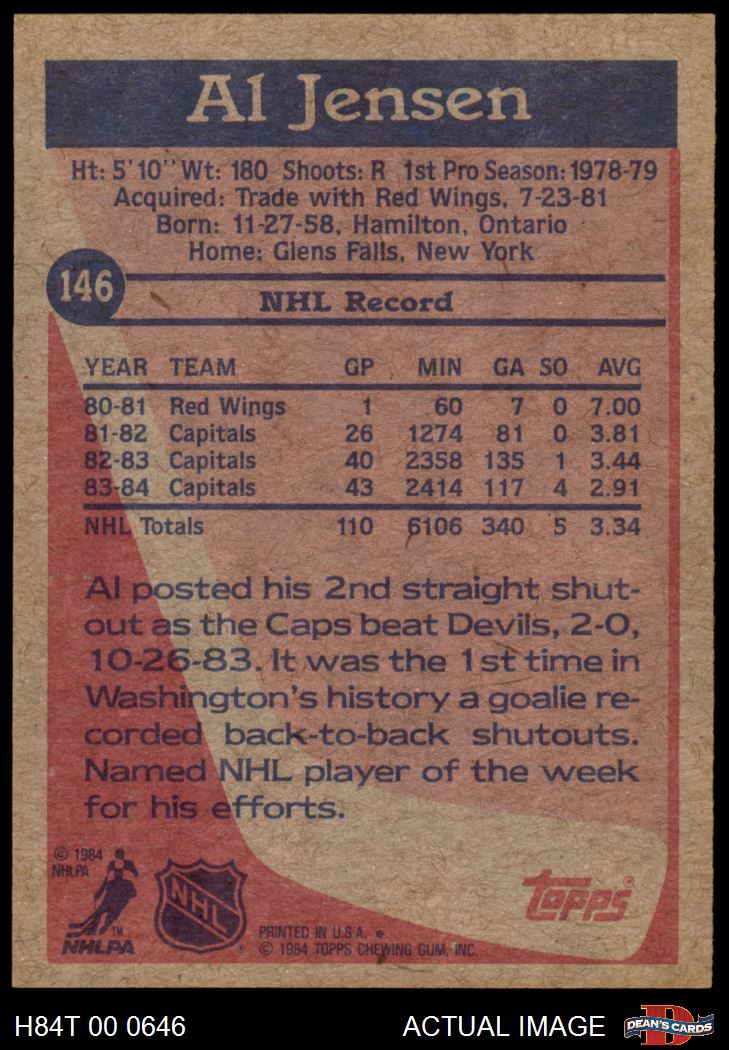 Al Jensen
Ht: 5'10" Wt: 180 Shoots: R 1st Pro Season: 1978-79
Acquired: Trade with Red Wings, 7-23-81
Born: 11-27-58, Hamilton, Ontario
Home: Glens Falls, New York
146
NHL Record
YEAR TEAM GP MIN GA SO AVG
80-81 Red Wings 1 60 7 0 7.00
81-82 Capitals 26 1274 81 0 3.81
82-83 Capitals 40 2358 135 1 3.44
83-84 Capitals 43 2414 117 4 2.91
NHL Totals 110 6106 340 5 3.34
Al posted his 2nd straight shut-
out as the Caps beat Devils, 2-0,
10-26-83. It was the 1st time in
Washington's history a goalie re-
corded back-to-back shutouts.
Named NHL player of the week
for his efforts.
© 1984
NHLPA
TM
NHLPA
NHL
®
PRINTED IN U.S.A. *
© 1984 TOPPS CHEWING GUM, INC.
topps®
H84T 00 0646
ACTUAL IMAGE
D
DEAN'S CARDS